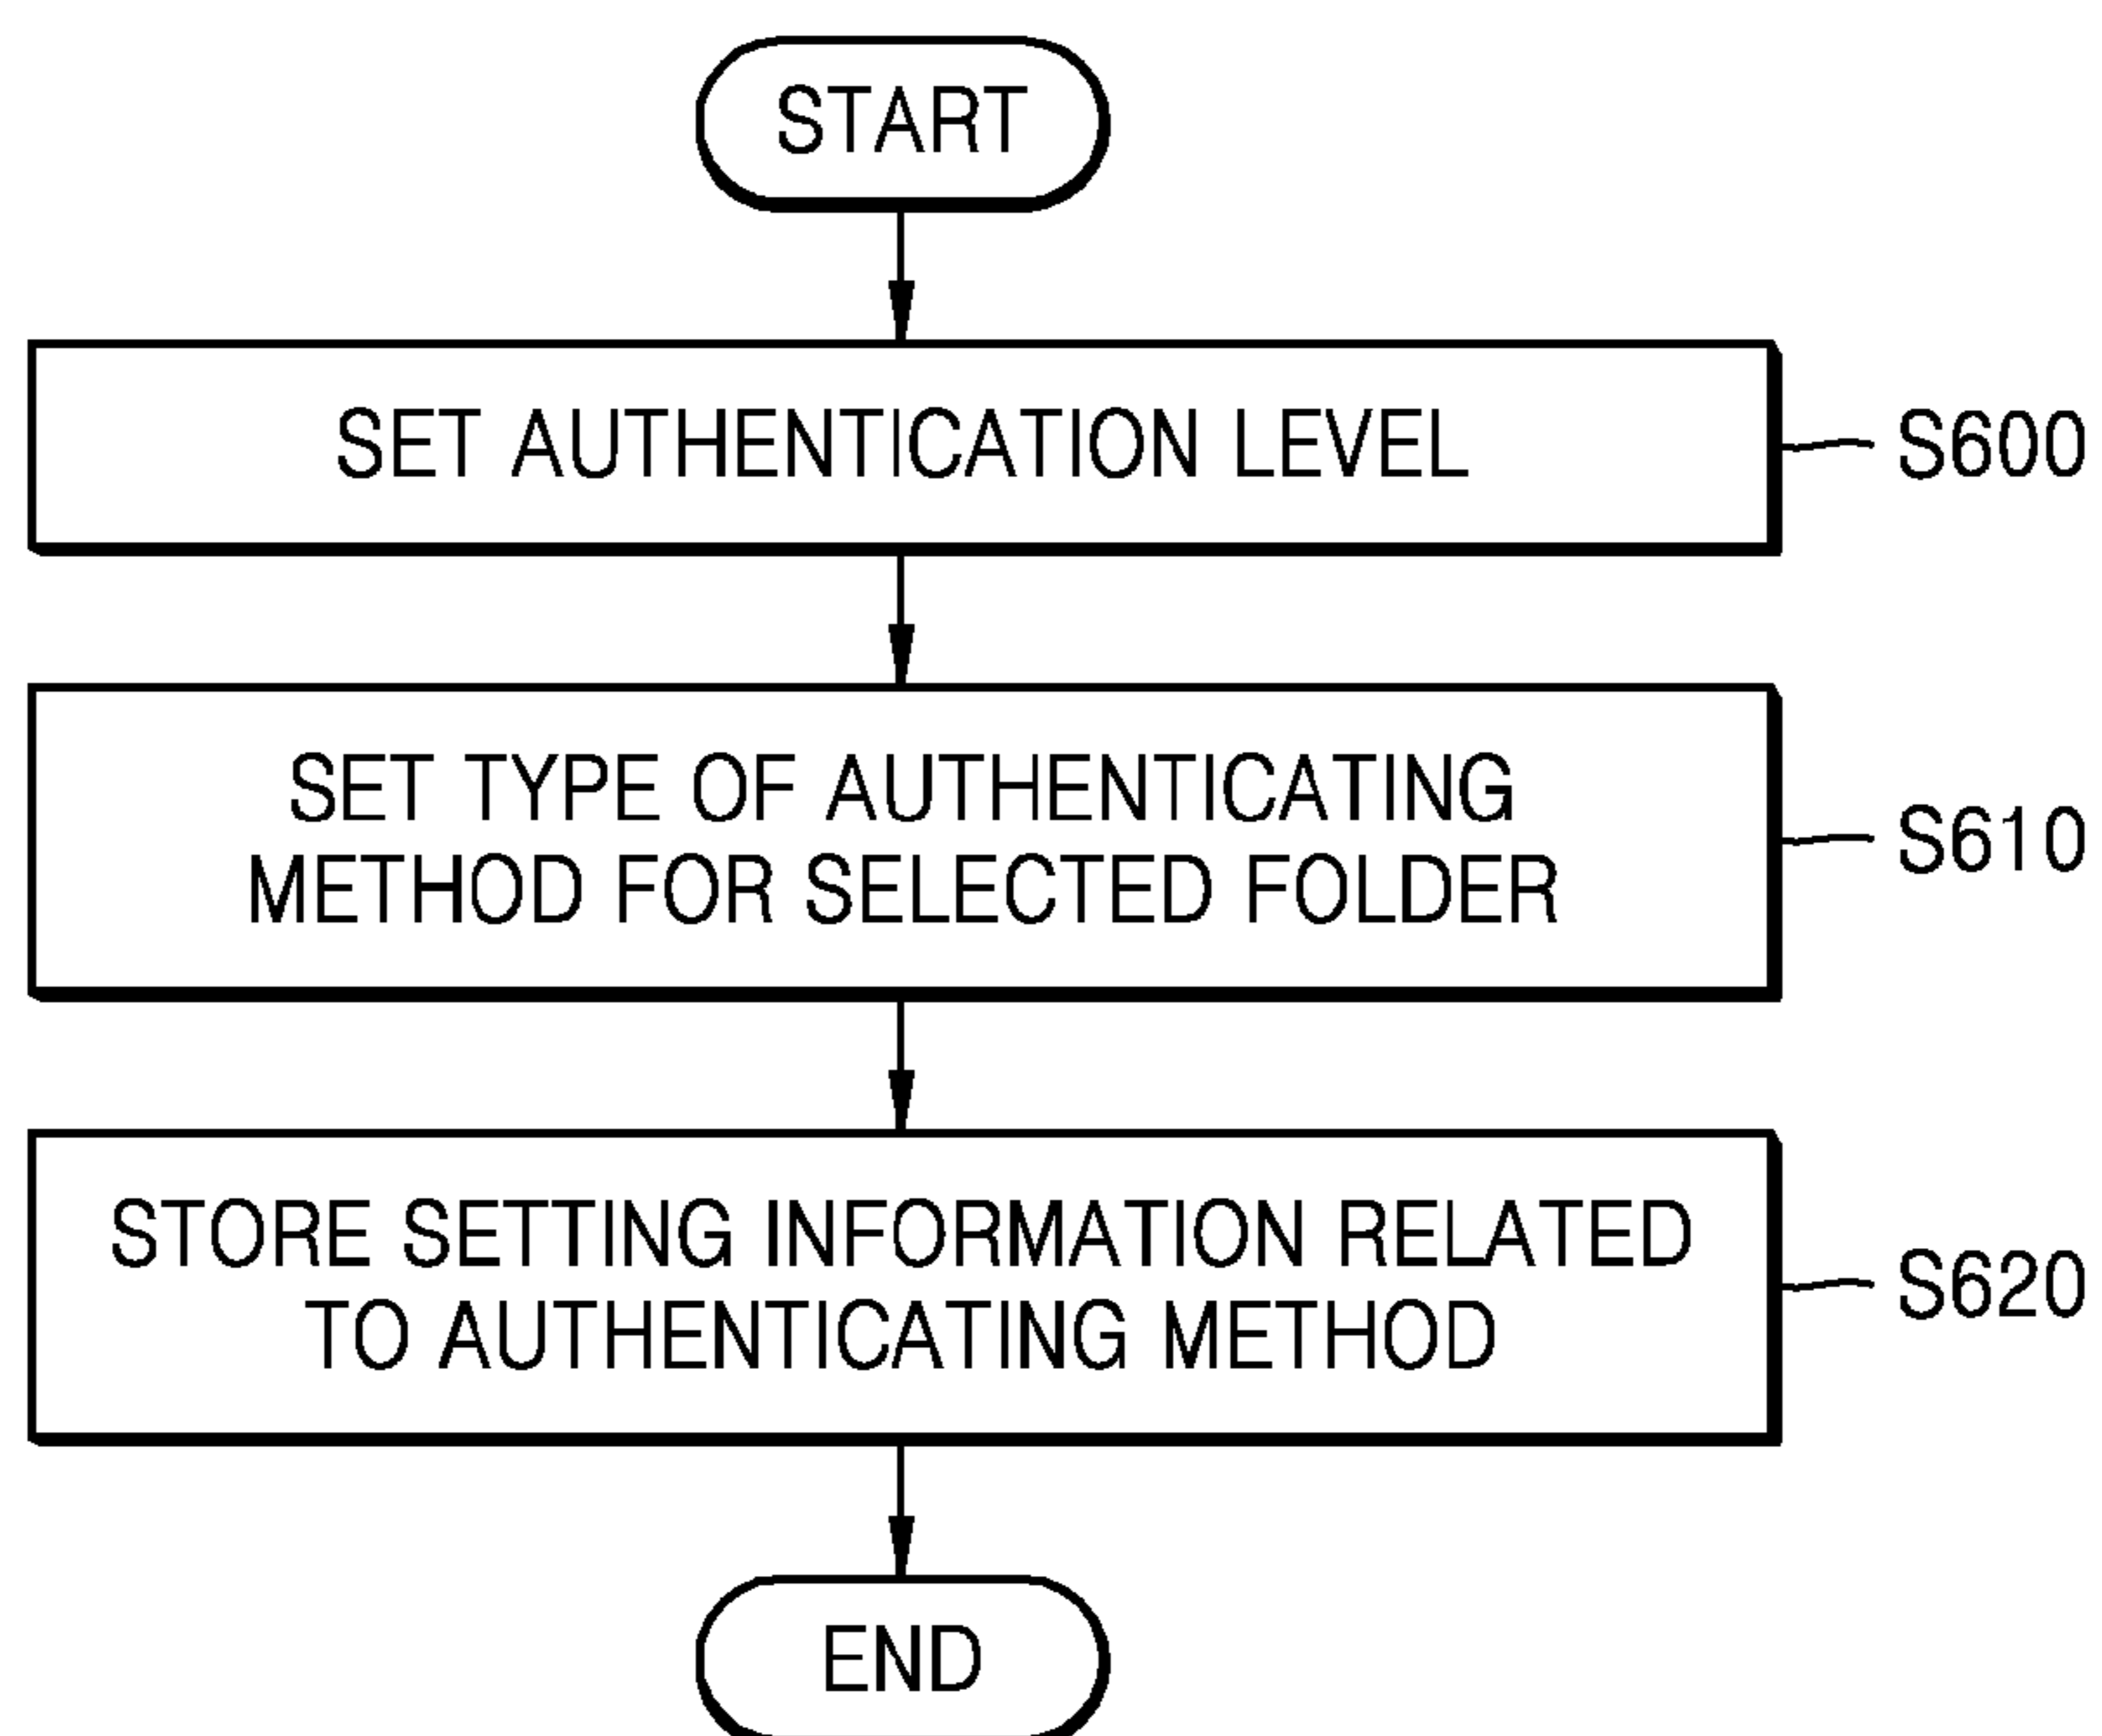 START
SET AUTHENTICATION LEVEL
S600
SET TYPE OF AUTHENTICATING
METHOD FOR SELECTED FOLDER
S610
STORE SETTING INFORMATION RELATED
TO AUTHENTICATING METHOD
S620
END